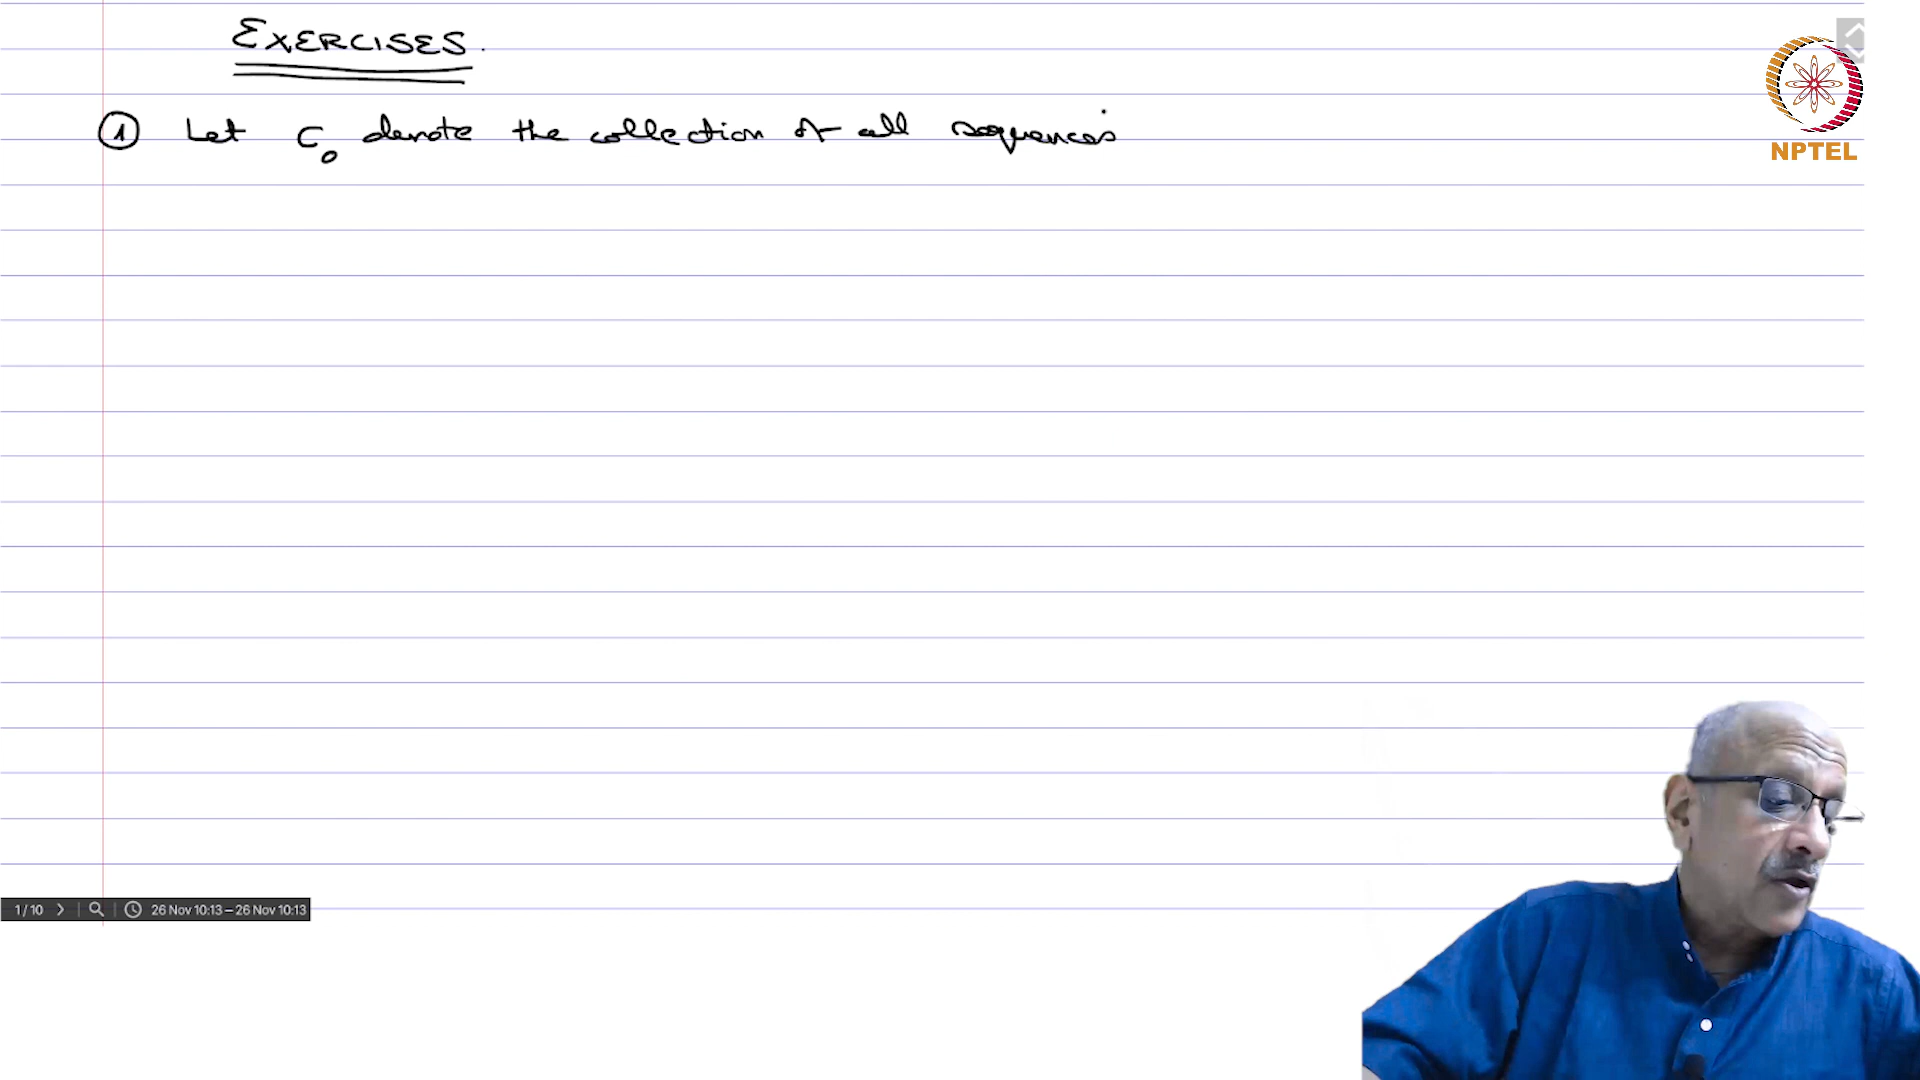 EXERCISES.
① Let C₀ denote the collection of all sequences
NPTEL
1 / 10
26 Nov 10:13 – 26 Nov 10:13